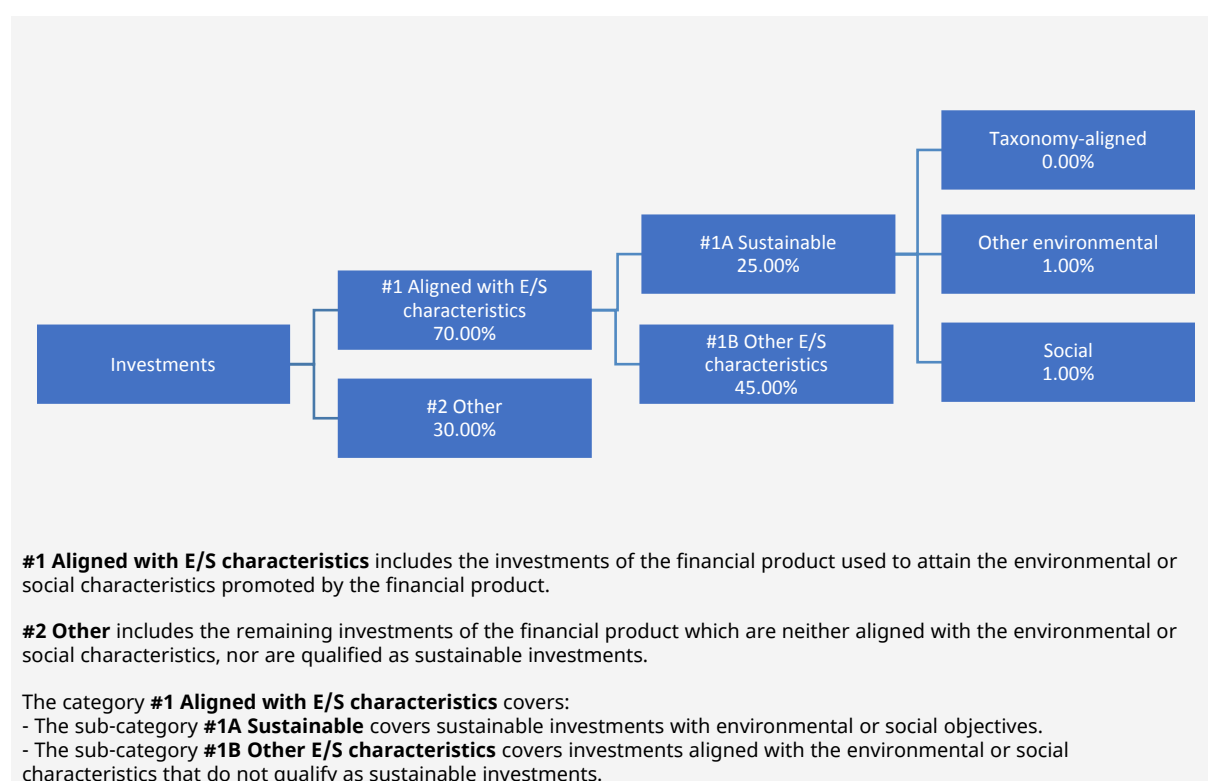 Taxonomy-aligned
0.00%
#1A Sustainable
25.00%
Other environmental
1.00%
#1 Aligned with E/S
characteristics
70.00%
Investments
#1B Other E/S
characteristics
45.00%
Social
1.00%
#2 Other
30.00%
#1 Aligned with E/S characteristics includes the investments of the financial product used to attain the environmental or
social characteristics promoted by the financial product.
#2 Other includes the remaining investments of the financial product which are neither aligned with the environmental or
social characteristics, nor are qualified as sustainable investments.
The category #1 Aligned with E/S characteristics covers:
- The sub-category #1A Sustainable covers sustainable investments with environmental or social objectives.
- The sub-category #1B Other E/S characteristics covers investments aligned with the environmental or social
characteristics that do not qualify as sustainable investments.